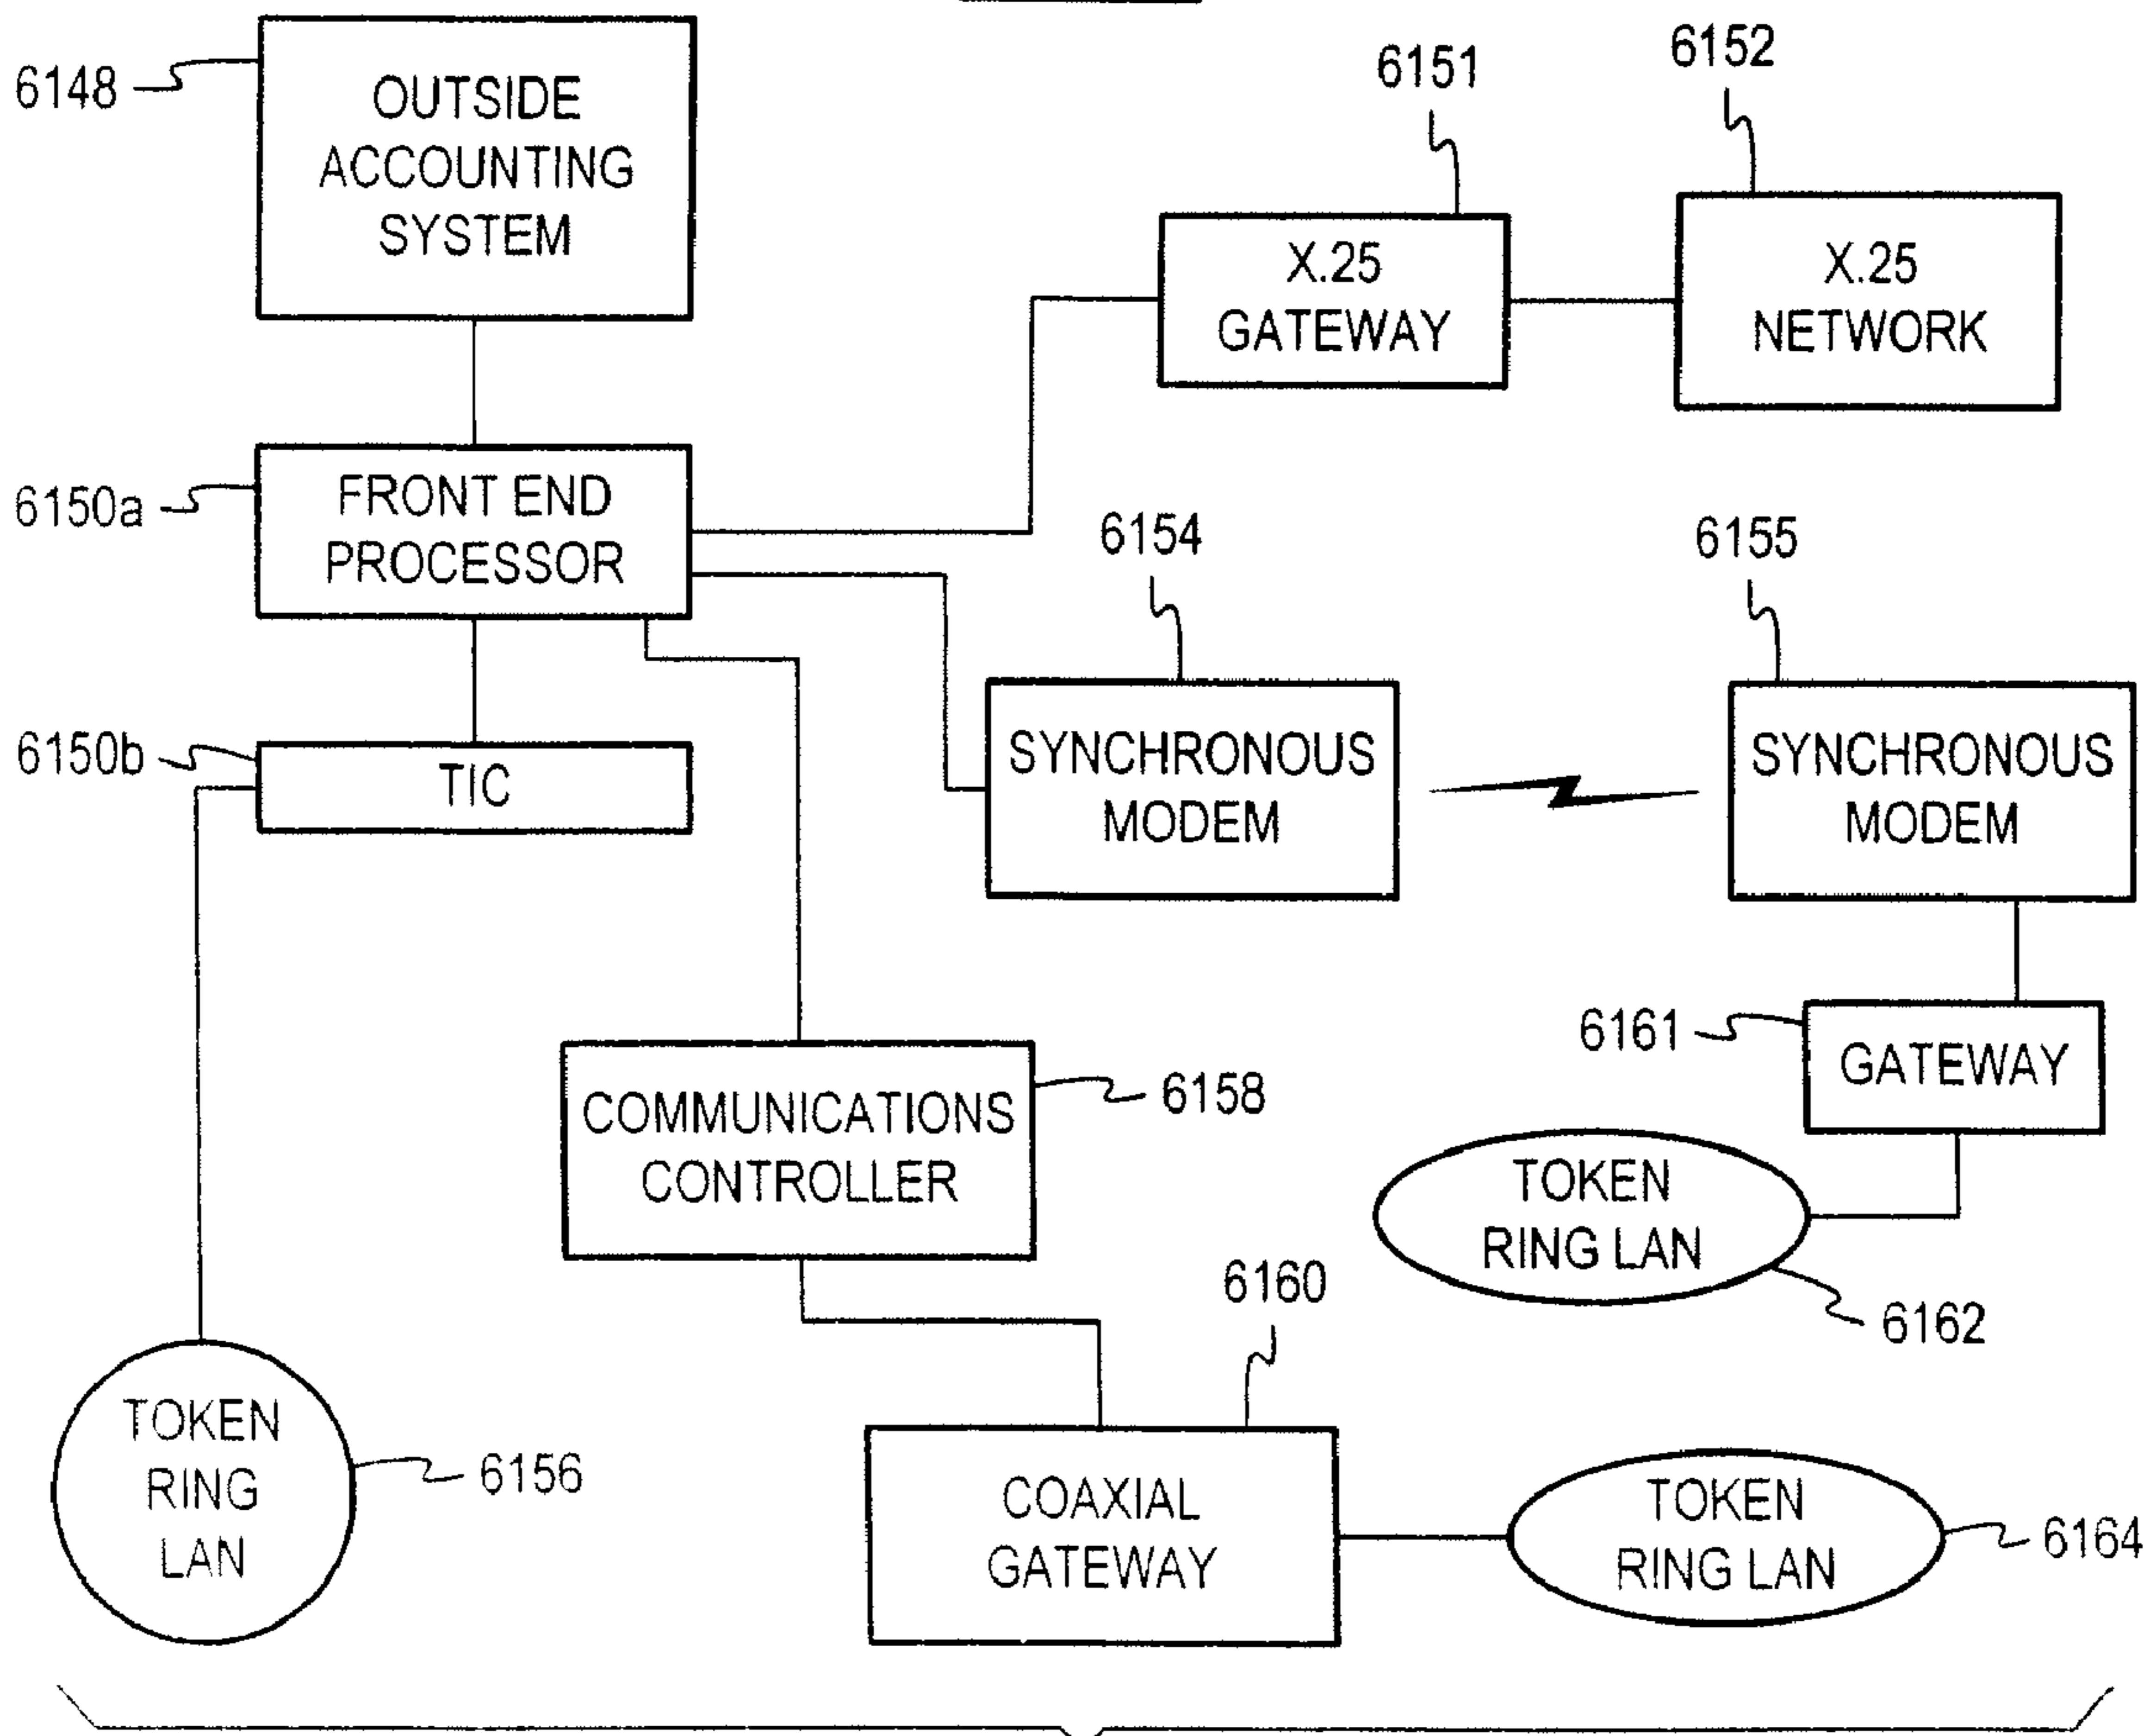 6148
OUTSIDE
ACCOUNTING
SYSTEM
6151
6152
X.25
GATEWAY
X.25
NETWORK
6150a
FRONT END
PROCESSOR
6154
6155
6150b
TIC
SYNCHRONOUS
MODEM
SYNCHRONOUS
MODEM
6161
GATEWAY
COMMUNICATIONS
CONTROLLER
6158
TOKEN
RING LAN
6162
6160
TOKEN
RING
LAN
6156
COAXIAL
GATEWAY
TOKEN
RING LAN
6164